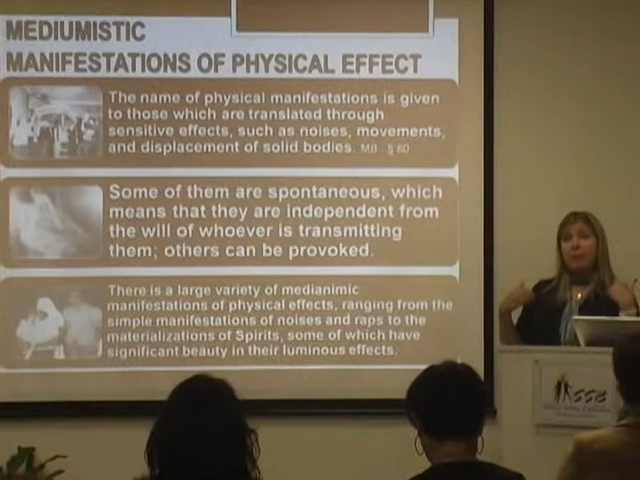 MEDIUMISTIC
MANIFESTATIONS OF PHYSICAL EFFECT
The name of physical manifestations is given
to those which are translated through
sensitive effects, such as noises, movements,
and displacement of solid bodies. MB - § 60
Some of them are spontaneous, which
means that they are independent from
the will of whoever is transmitting
them; others can be provoked.
There is a large variety of medianimic
manifestations of physical effects, ranging from the
simple manifestations of noises and raps to the
materializations of Spirits, some of which have
significant beauty in their luminous effects.
SSB